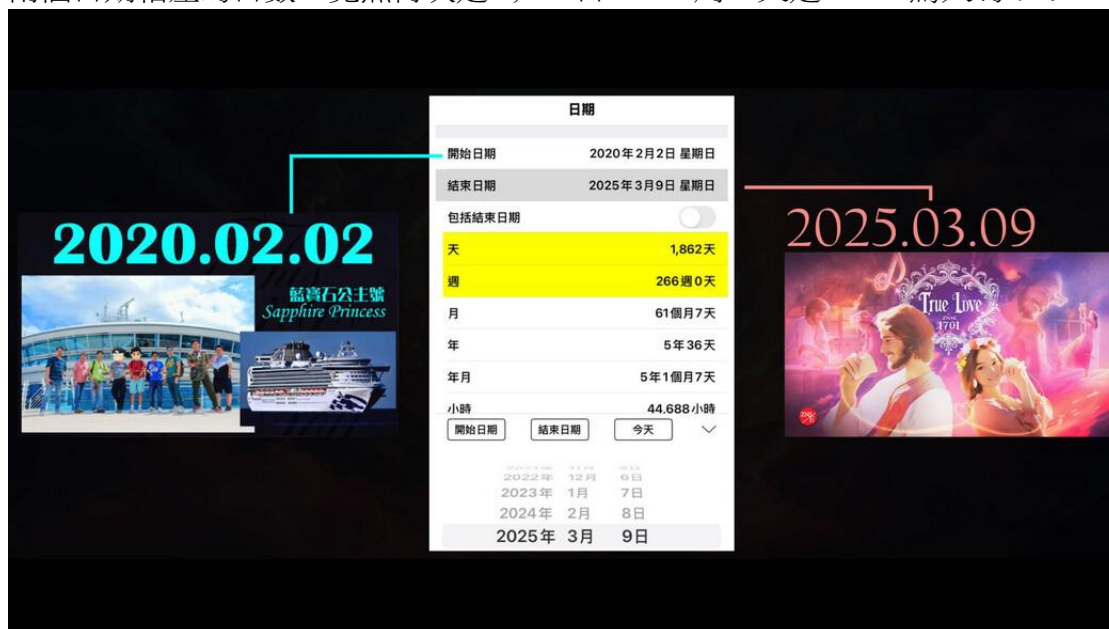 日期
開始日期 2020年2月2日 星期日
結束日期 2025年3月9日 星期日
包括結束日期
天 1,862天
週 266週0天
月 61個月7天
年 5年36天
年月 5年1個月7天
小時 44,688小時
開始日期 結束日期 今天
2022年 12月 6日
2023年 1月 7日
2024年 2月 8日
2025年 3月 9日
2020.02.02
藍寶石公主號
Sapphire Princess
2025.03.09
True Love
1701